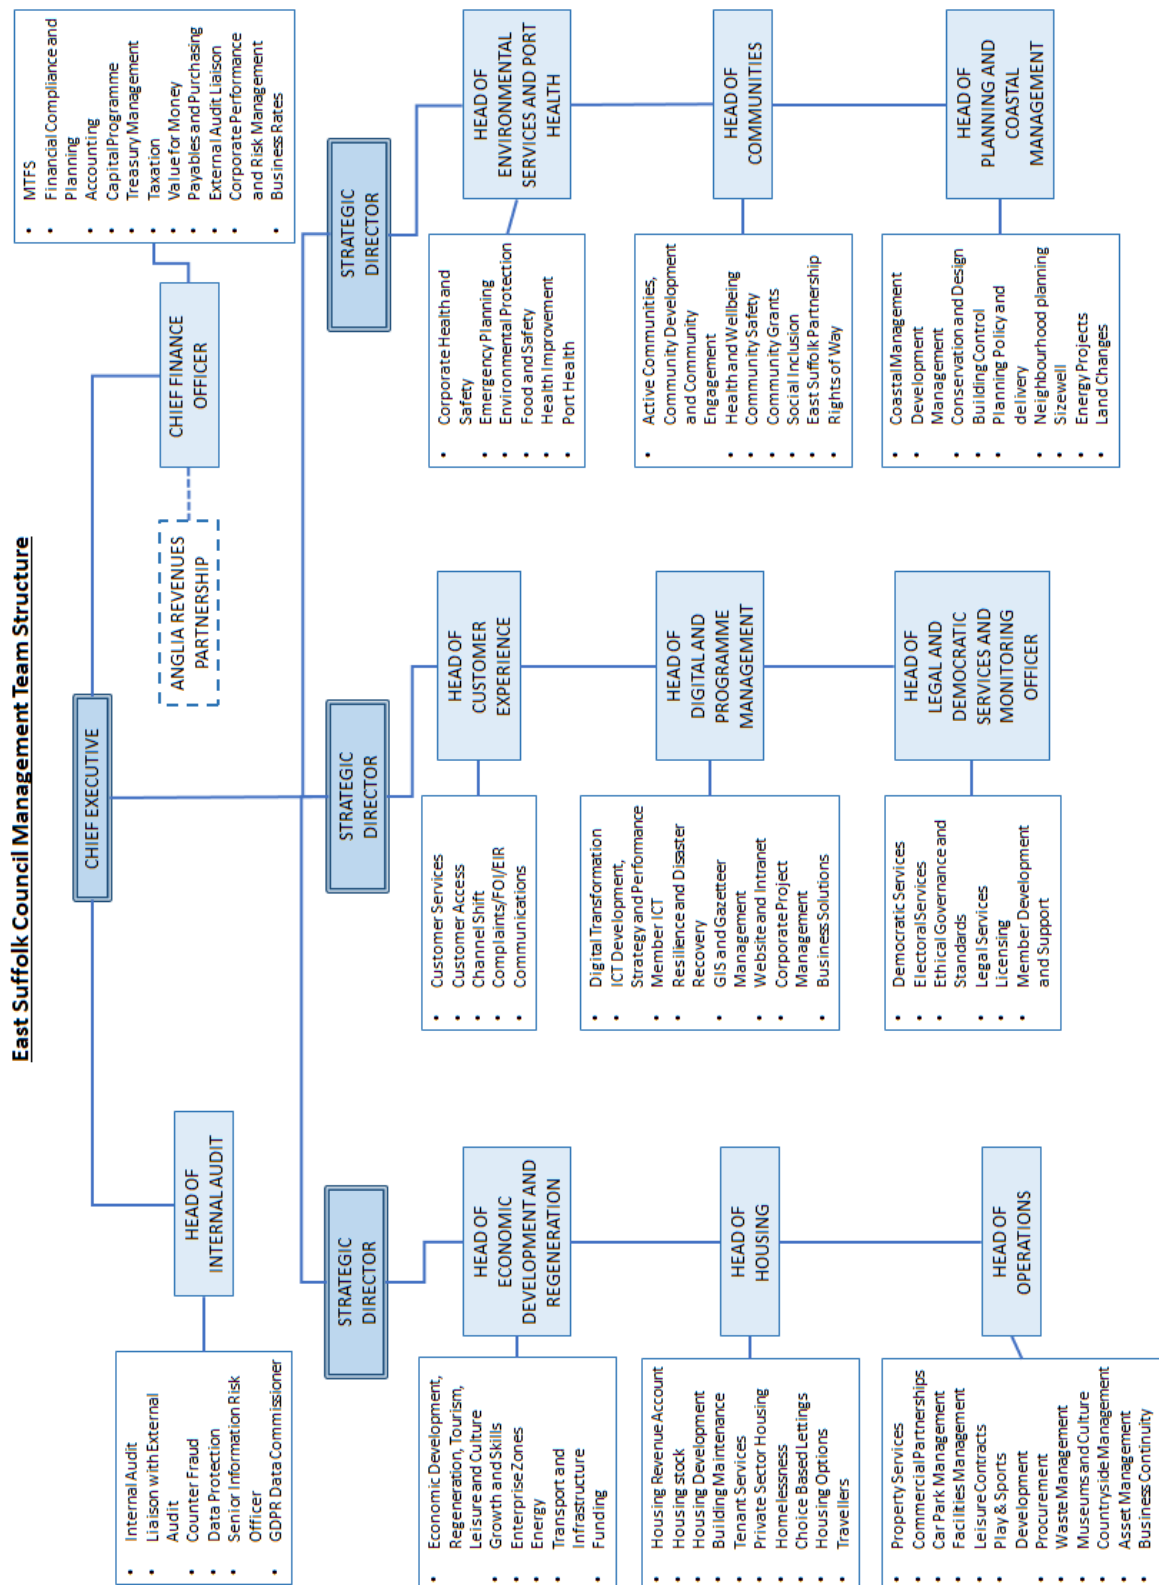 East Suffolk Council Management Team Structure
CHIEF EXECUTIVE
HEAD OF
INTERNAL AUDIT
• Internal Audit
• Liaison with External
Audit
• Counter Fraud
• Data Protection
• Senior Information Risk
Officer
• GDPR Data Commissioner
CHIEF FINANCE
OFFICER
ANGLIA REVENUES
PARTNERSHIP
• MTFS
• Financial Compliance and
Planning
• Accounting
• Capital Programme
• Treasury Management
• Taxation
• Value for Money
• Payables and Purchasing
• External Audit Liaison
• Corporate Performance
and Risk Management
• Business Rates
STRATEGIC
DIRECTOR
HEAD OF
ECONOMIC
DEVELOPMENT AND
REGENERATION
• Economic Development,
Regeneration, Tourism,
Leisure and Culture
• Growth and Skills
• Enterprise Zones
• Energy
• Transport and
Infrastructure
• Funding
HEAD OF
HOUSING
• Housing Revenue Account
• Housing stock
• Housing Development
• Building Maintenance
• Tenant Services
• Private Sector Housing
• Homelessness
• Choice Based Lettings
• Housing Options
• Travellers
HEAD OF
OPERATIONS
• Property Services
• Commercial Partnerships
• Car Park Management
• Facilities Management
• Leisure Contracts
• Play & Sports
Development
• Procurement
• Waste Management
• Museums and Culture
• Countryside Management
• Asset Management
• Business Continuity
STRATEGIC
DIRECTOR
HEAD OF
CUSTOMER
EXPERIENCE
• Customer Services
• Customer Access
• Channel Shift
• Complaints/FOI/EIR
• Communications
HEAD OF
DIGITAL AND
PROGRAMME
MANAGEMENT
• Digital Transformation
• ICT Development,
Strategy and Performance
• Member ICT
• Resilience and Disaster
Recovery
• GIS and Gazetteer
Management
• Website and Intranet
• Corporate Project
Management
• Business Solutions
HEAD OF
LEGAL AND
DEMOCRATIC
SERVICES AND
MONITORING
OFFICER
• Democratic Services
• Electoral Services
• Ethical Governance and
Standards
• Legal Services
• Licensing
• Member Development
and Support
STRATEGIC
DIRECTOR
HEAD OF
ENVIRONMENTAL
SERVICES AND PORT
HEALTH
• Corporate Health and
Safety
• Emergency Planning
• Environmental Protection
• Food and Safety
• Health Improvement
• Port Health
HEAD OF
COMMUNITIES
• Active Communities,
Community Development
and Community
Engagement
• Health and Wellbeing
• Community Safety
• Community Grants
• Social Inclusion
• East Suffolk Partnership
• Rights of Way
HEAD OF
PLANNING AND
COASTAL
MANAGEMENT
• Coastal Management
• Development
Management
• Conservation and Design
• Building Control
• Planning Policy and
delivery
• Neighbourhood planning
• Sizewell
• Energy Projects
• Land Changes